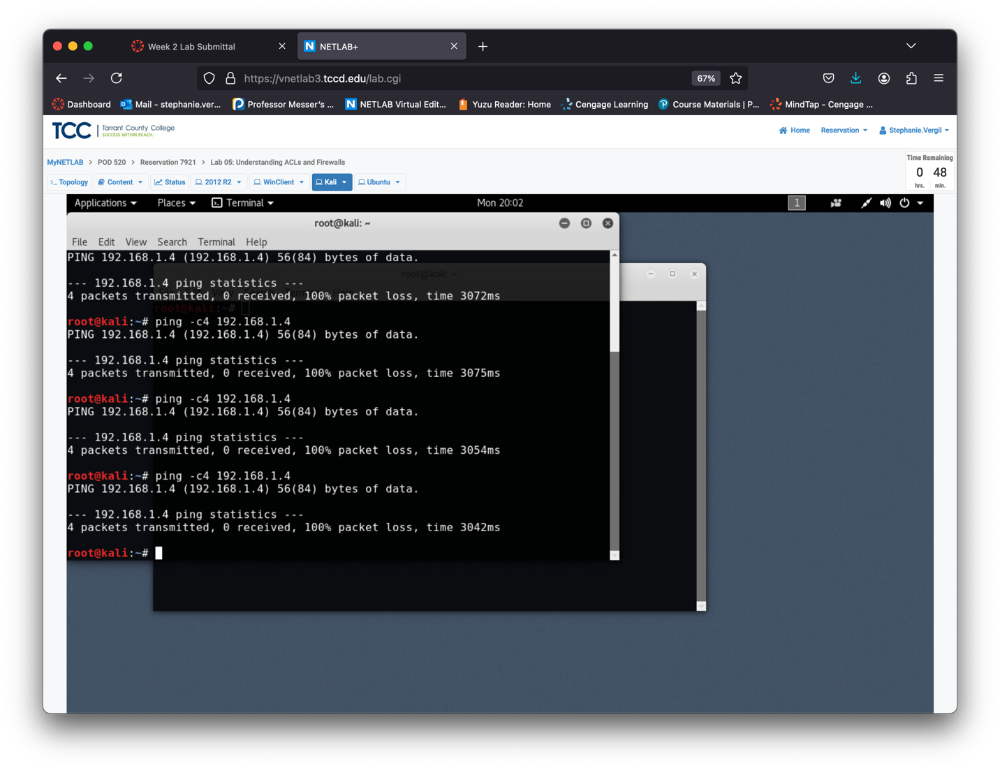 Week 2 Lab Submittal
NETLAB+
https://vnetlab3.tccd.edu/lab.cgi
67%
Dashboard
Mail - stephanie.ver...
Professor Messer's ...
NETLAB Virtual Edit...
Yuzu Reader: Home
Cengage Learning
Course Materials | P...
MindTap - Cengage ...
TCC
Tarrant County College
SUCCESS WITHIN REACH.
Home
Reservation
Stephanie.Vergil
MyNETLAB > POD 520 > Reservation 7921 > Lab 05: Understanding ACLs and Firewalls
Time Remaining
0 48
hrs. min.
>_ Topology
Content
Status
2012 R2
WinClient
Kali
Ubuntu
Applications
Places
Terminal
Mon 20:02
1
root@kali: ~
File Edit View Search Terminal Help
PING 192.168.1.4 (192.168.1.4) 56(84) bytes of data.
root@kali: ~
--- 192.168.1.4 ping statistics ---
File Edit View Search Terminal Help
4 packets transmitted, 0 received, 100% packet loss, time 3072ms
root@kali:~#
root@kali:~# ping -c4 192.168.1.4
PING 192.168.1.4 (192.168.1.4) 56(84) bytes of data.
--- 192.168.1.4 ping statistics ---
4 packets transmitted, 0 received, 100% packet loss, time 3075ms
root@kali:~# ping -c4 192.168.1.4
PING 192.168.1.4 (192.168.1.4) 56(84) bytes of data.
--- 192.168.1.4 ping statistics ---
4 packets transmitted, 0 received, 100% packet loss, time 3054ms
root@kali:~# ping -c4 192.168.1.4
PING 192.168.1.4 (192.168.1.4) 56(84) bytes of data.
--- 192.168.1.4 ping statistics ---
4 packets transmitted, 0 received, 100% packet loss, time 3042ms
root@kali:~#